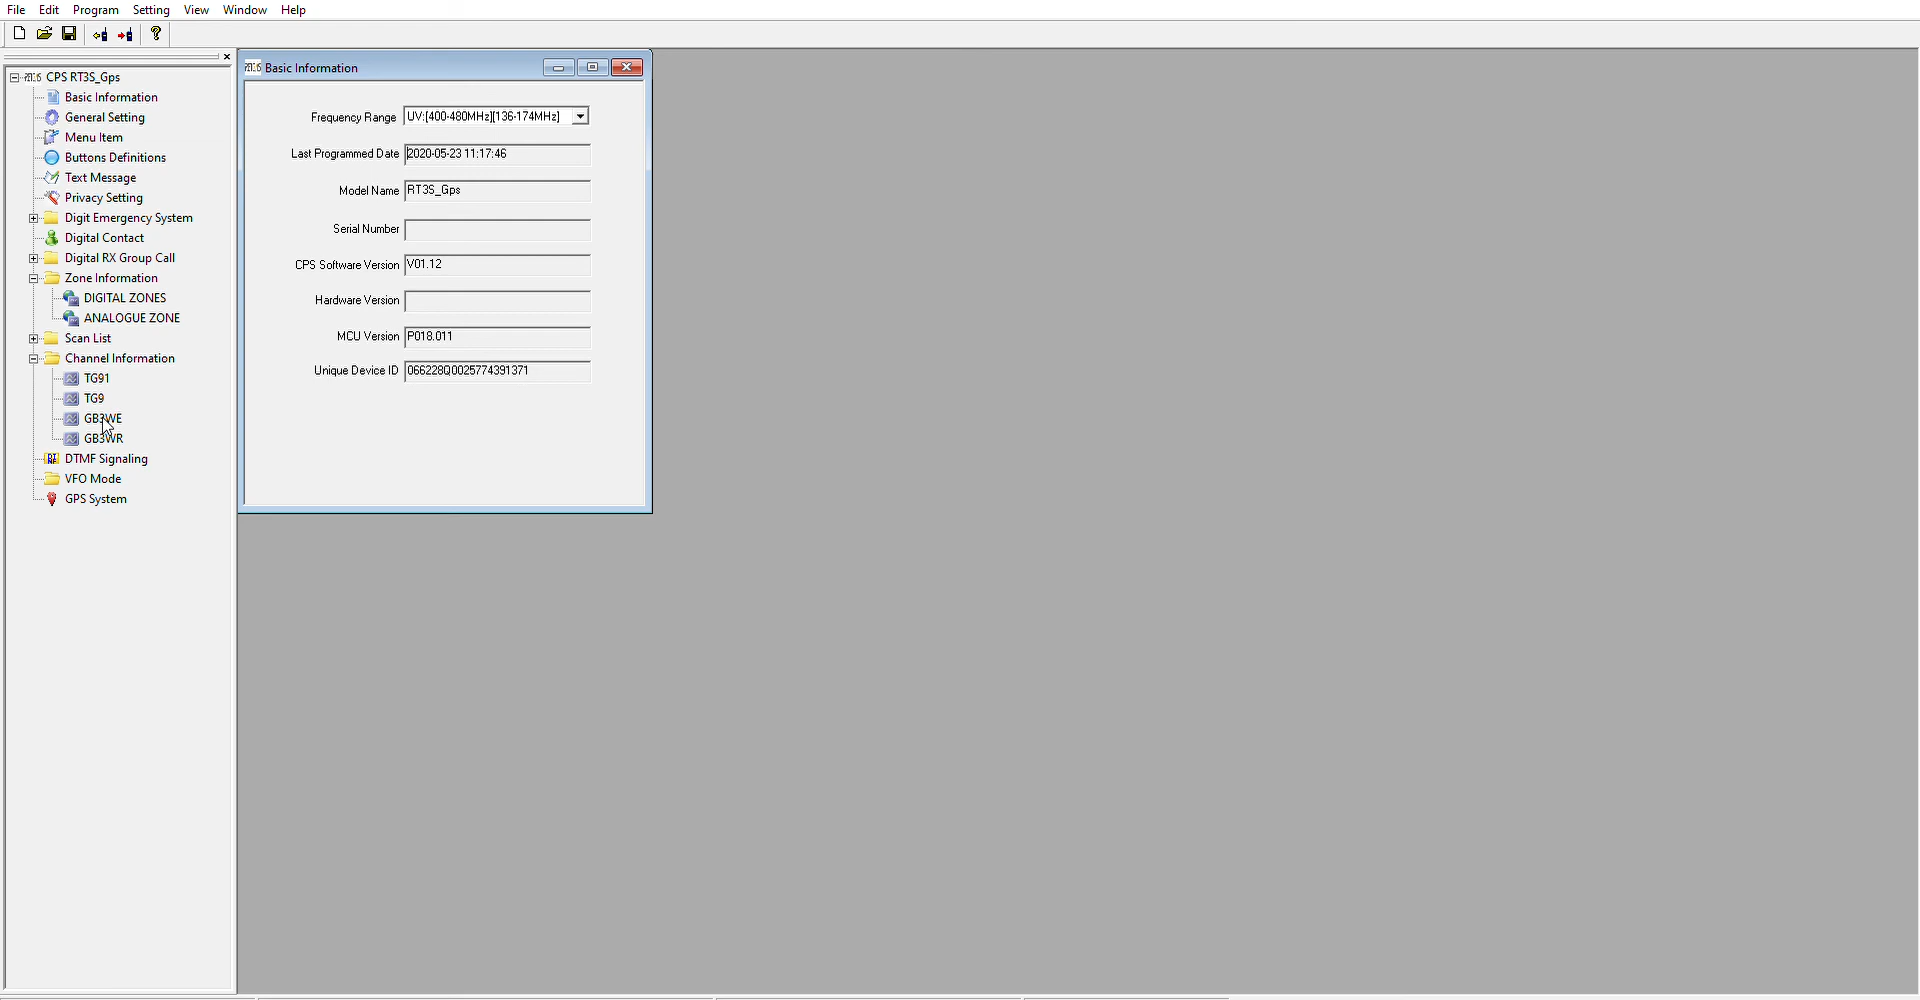 File Edit Program Setting View Window Help
CPS RT3S_Gps
Basic Information
General Setting
Menu Item
Buttons Definitions
Text Message
Privacy Setting
Digit Emergency System
Digital Contact
Digital RX Group Call
Zone Information
DIGITAL ZONES
ANALOGUE ZONE
Scan List
Channel Information
TG91
TG9
GB3WE
GB3WR
DTMF Signaling
VFO Mode
GPS System
Basic Information
Frequency Range UV:[400-480MHz][136-174MHz]
Last Programmed Date 2020-05-23 11:17:46
Model Name RT3S_Gps
Serial Number
CPS Software Version V01.12
Hardware Version
MCU Version P018.011
Unique Device ID 066228Q0025774391371